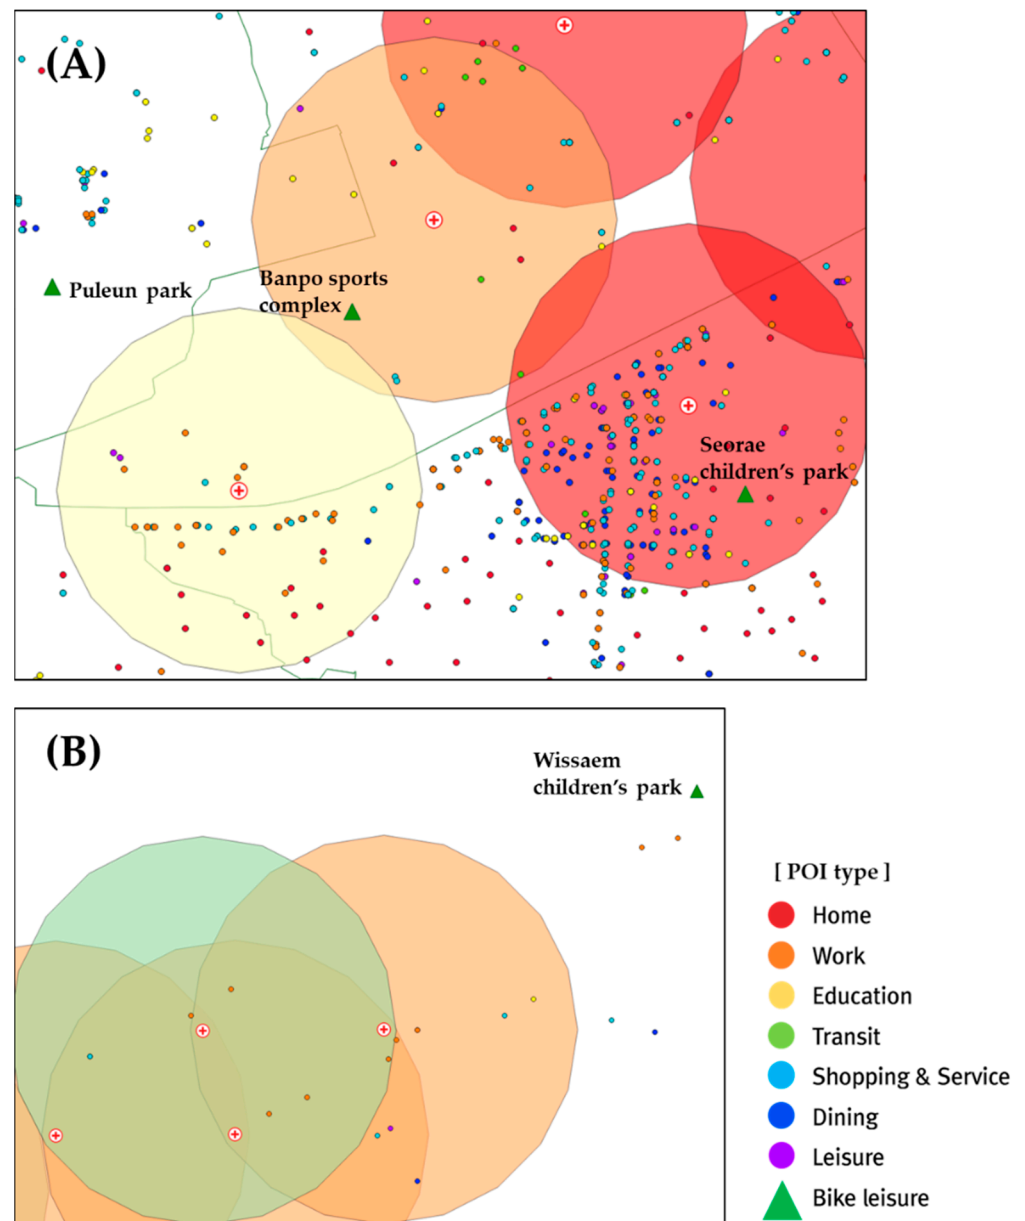 (A)
Puleun park
Banpo sports
complex
Seorae
children's park
(B)
Wissaem
children's park
[ POI type ]
Home
Work
Education
Transit
Shopping & Service
Dining
Leisure
Bike leisure